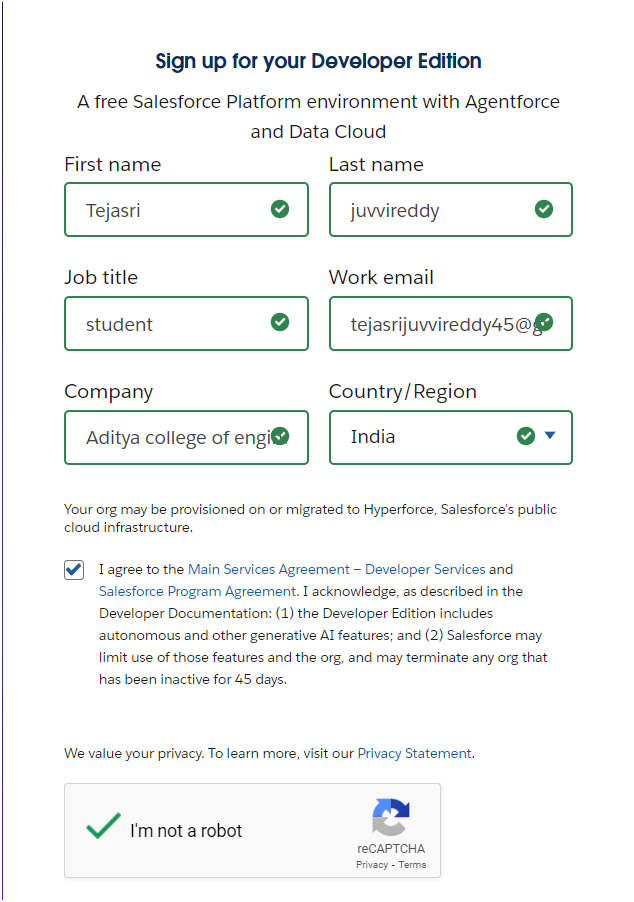 Sign up for your Developer Edition
A free Salesforce Platform environment with Agentforce
and Data Cloud
First name
Last name
Tejasri
juvvireddy
Job title
Work email
student
tejasrijuvvireddy45@g
Company
Country/Region
Aditya college of engi
India
Your org may be provisioned on or migrated to Hyperforce, Salesforce's public
cloud infrastructure.
I agree to the Main Services Agreement – Developer Services and
Salesforce Program Agreement. I acknowledge, as described in the
Developer Documentation: (1) the Developer Edition includes
autonomous and other generative AI features; and (2) Salesforce may
limit use of those features and the org, and may terminate any org that
has been inactive for 45 days.
We value your privacy. To learn more, visit our Privacy Statement.
I'm not a robot
reCAPTCHA
Privacy - Terms